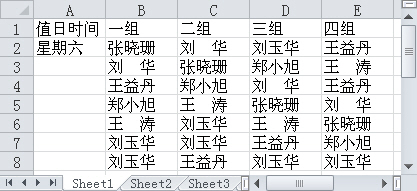 A B C D E
1 值日时间 一组 二组 三组 四组
2 星期六 张晓珊 刘　华 刘玉华 王益丹
3 刘　华 张晓珊 郑小旭 王　涛
4 王益丹 郑小旭 王　涛 刘　华
5 郑小旭 王　涛 张晓珊 刘玉华
6 王　涛 刘玉华 刘　华 张晓珊
7 刘玉华 刘玉华 王益丹 郑小旭
8 刘玉华 王益丹 刘玉华 刘玉华
Sheet1 Sheet2 Sheet3